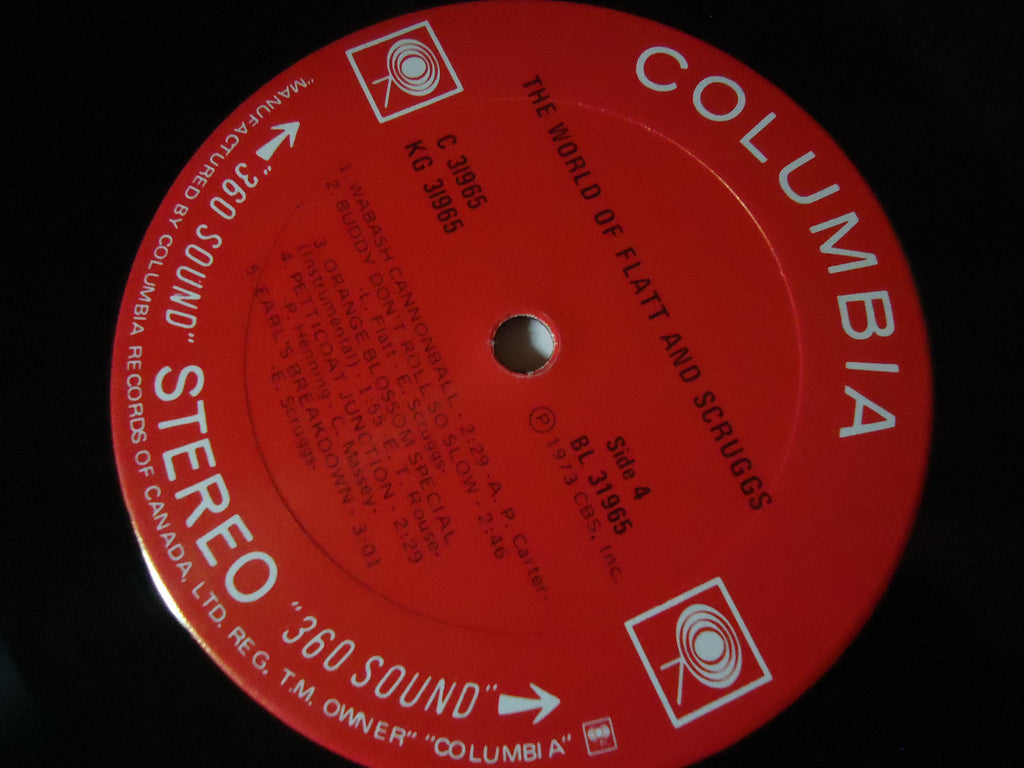 COLUMBIA
THE WORLD OF FLATT AND SCRUGGS
C 31965
KG 31965
Side 4
BL 31965
℗ 1973 CBS, Inc.
1. WABASH CANNONBALL - 2:29 -A. P. Carter-
2. BUDDY DON'T ROLL SO SLOW - 2:46
-L. Flatt - E. Scruggs-
3. ORANGE BLOSSOM SPECIAL
(Instrumental) - 1:55 E. T. Rouse-
4. PETTICOAT JUNCTION - 2:29
- P. Henning - C. Massey-
5. EARL'S BREAKDOWN - 3:01
-E. Scruggs-
"360 SOUND" STEREO "360 SOUND"
"MANUFACTURED BY COLUMBIA RECORDS OF CANADA, LTD. REG. T.M. OWNER" "COLUMBIA"